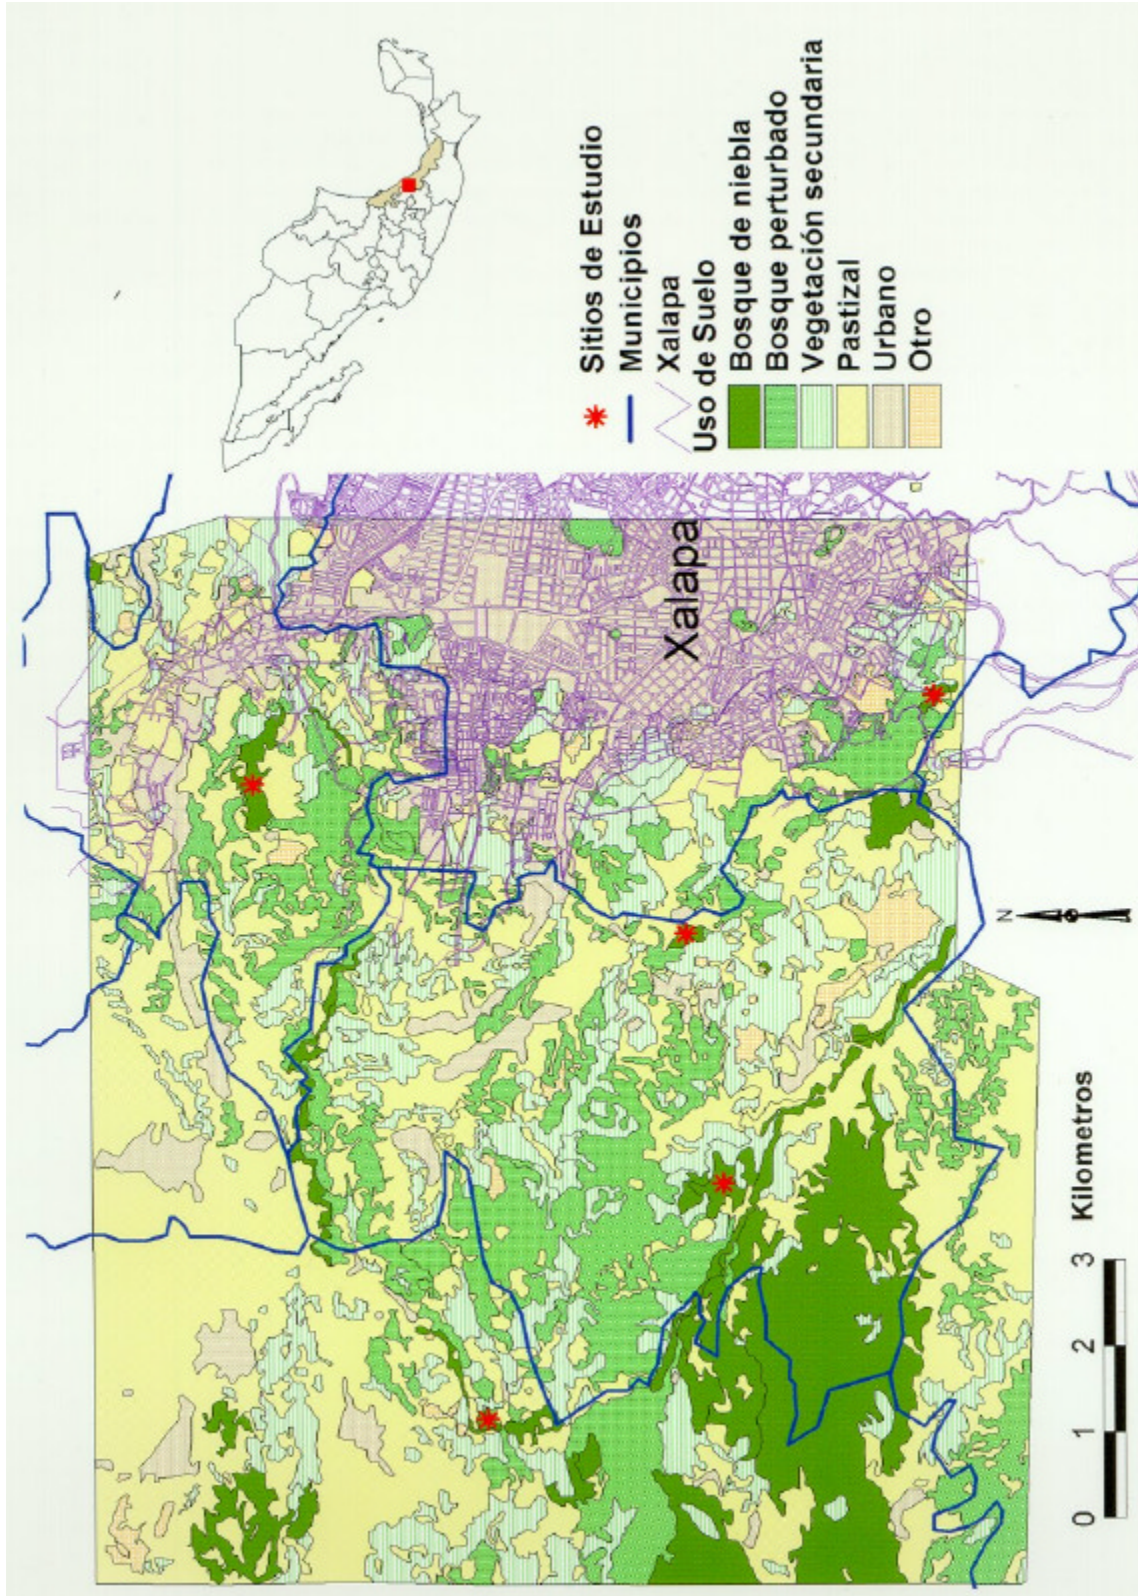 Sitios de Estudio
Municipios
Xalapa
Uso de Suelo
Bosque de niebla
Bosque perturbado
Vegetación secundaria
Pastizal
Urbano
Otro
Xalapa
N
0 1 2 3 Kilometros